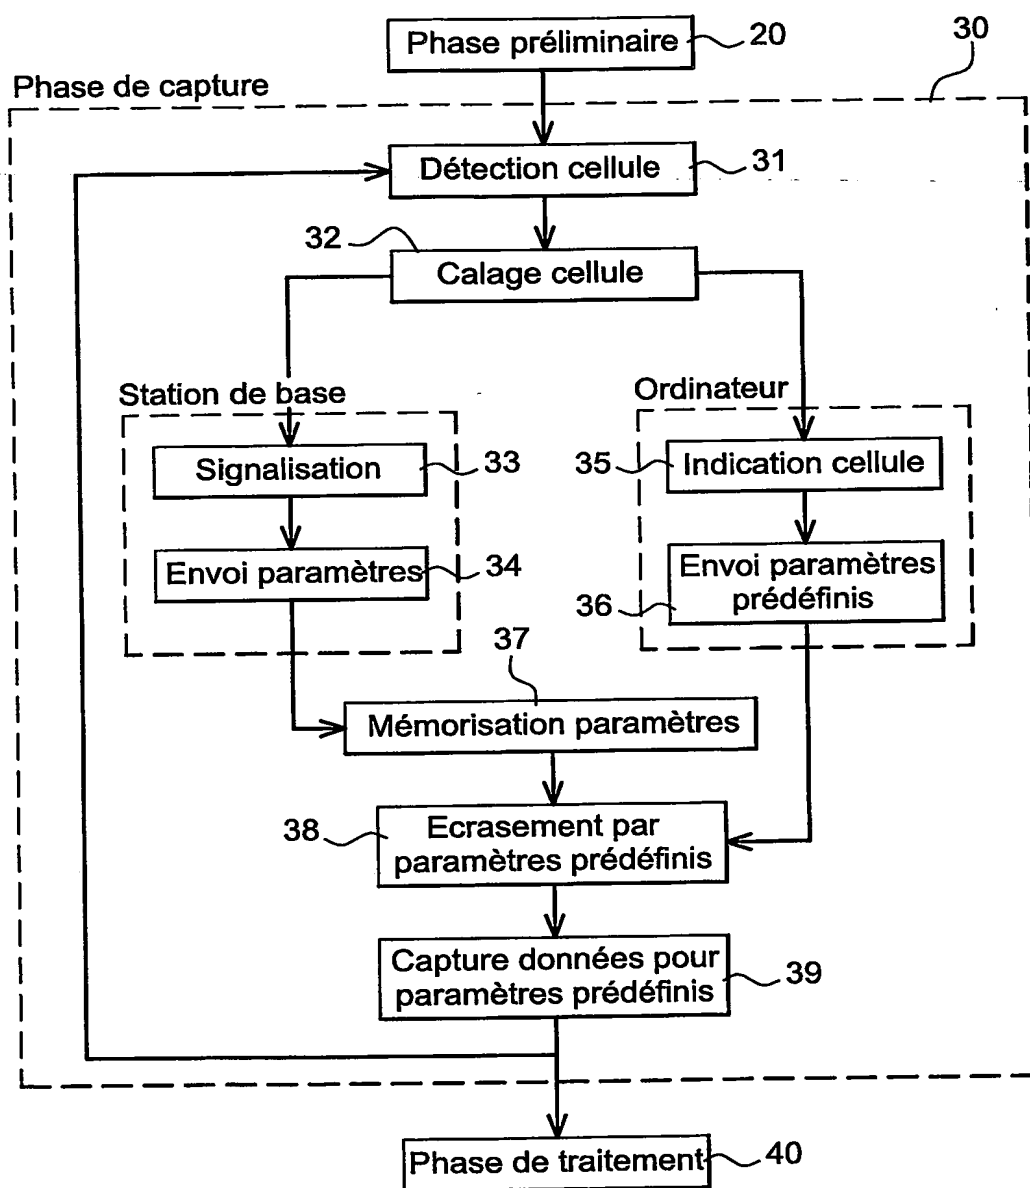 Phase préliminaire
20
30
Phase de capture
Détection cellule
31
32
Calage cellule
Station de base
Ordinateur
Signalisation
33
35
Indication cellule
Envoi paramètres
34
Envoi paramètres
prédéfinis
36
37
Mémorisation paramètres
38
Ecrasement par
paramètres prédéfinis
Capture données pour
paramètres prédéfinis
39
Phase de traitement
40